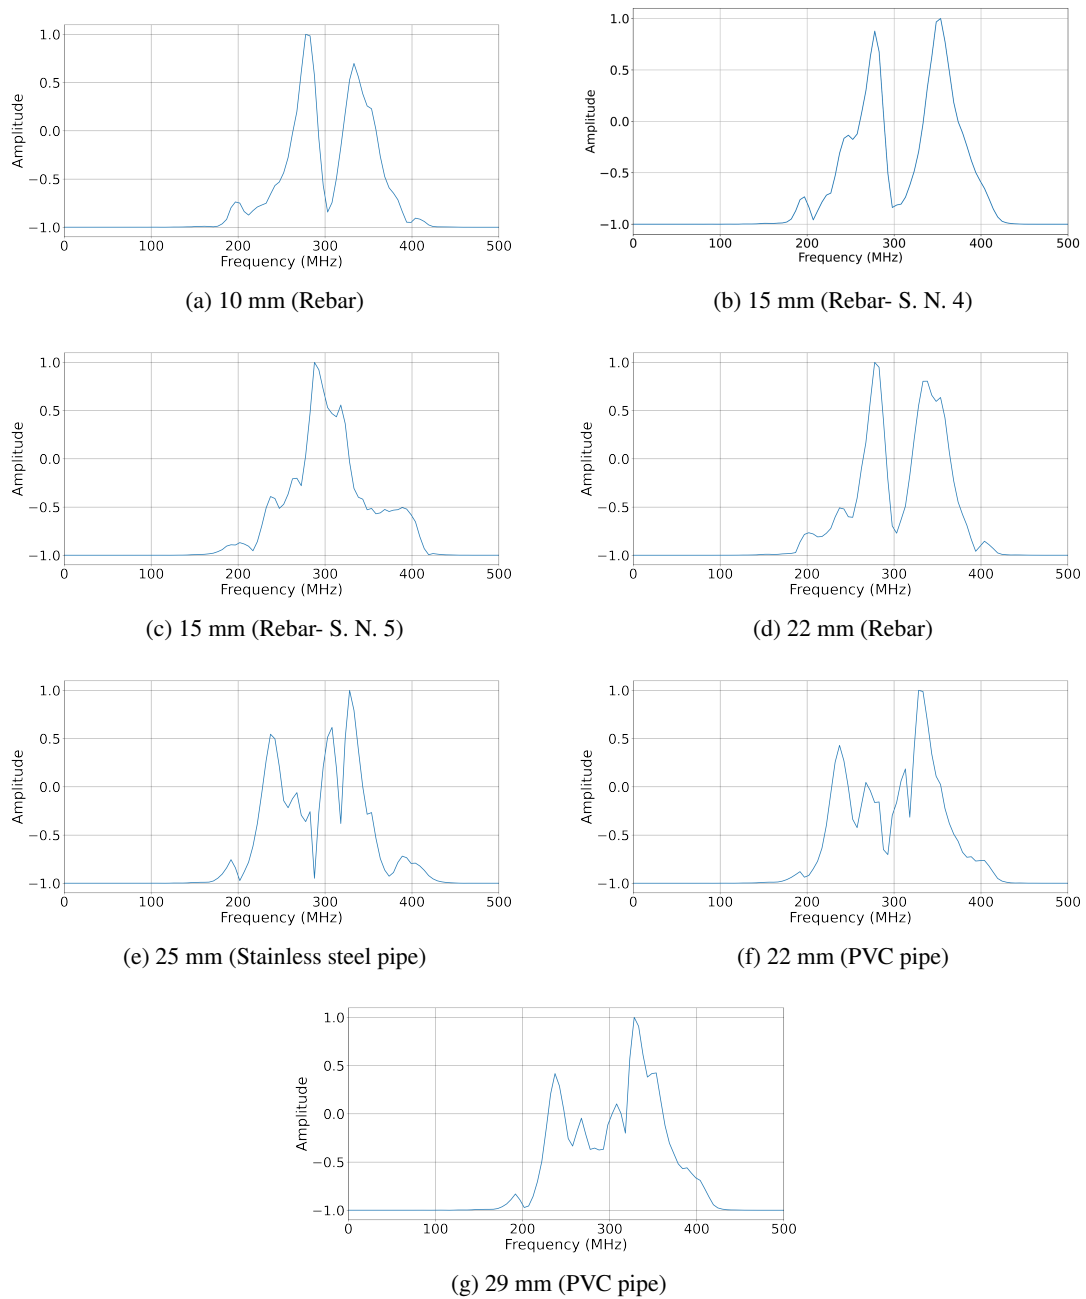 1.0
0.5
0.0
−0.5
−1.0
Amplitude
0 100 200 300 400 500
Frequency (MHz)
(a) 10 mm (Rebar)
1.0
0.5
0.0
−0.5
−1.0
Amplitude
0 100 200 300 400 500
Frequency (MHz)
(b) 15 mm (Rebar- S. N. 4)
1.0
0.5
0.0
−0.5
−1.0
Amplitude
0 100 200 300 400 500
Frequency (MHz)
(c) 15 mm (Rebar- S. N. 5)
1.0
0.5
0.0
−0.5
−1.0
Amplitude
0 100 200 300 400 500
Frequency (MHz)
(d) 22 mm (Rebar)
1.0
0.5
0.0
−0.5
−1.0
Amplitude
0 100 200 300 400 500
Frequency (MHz)
(e) 25 mm (Stainless steel pipe)
1.0
0.5
0.0
−0.5
−1.0
Amplitude
0 100 200 300 400 500
Frequency (MHz)
(f) 22 mm (PVC pipe)
1.0
0.5
0.0
−0.5
−1.0
Amplitude
0 100 200 300 400 500
Frequency (MHz)
(g) 29 mm (PVC pipe)